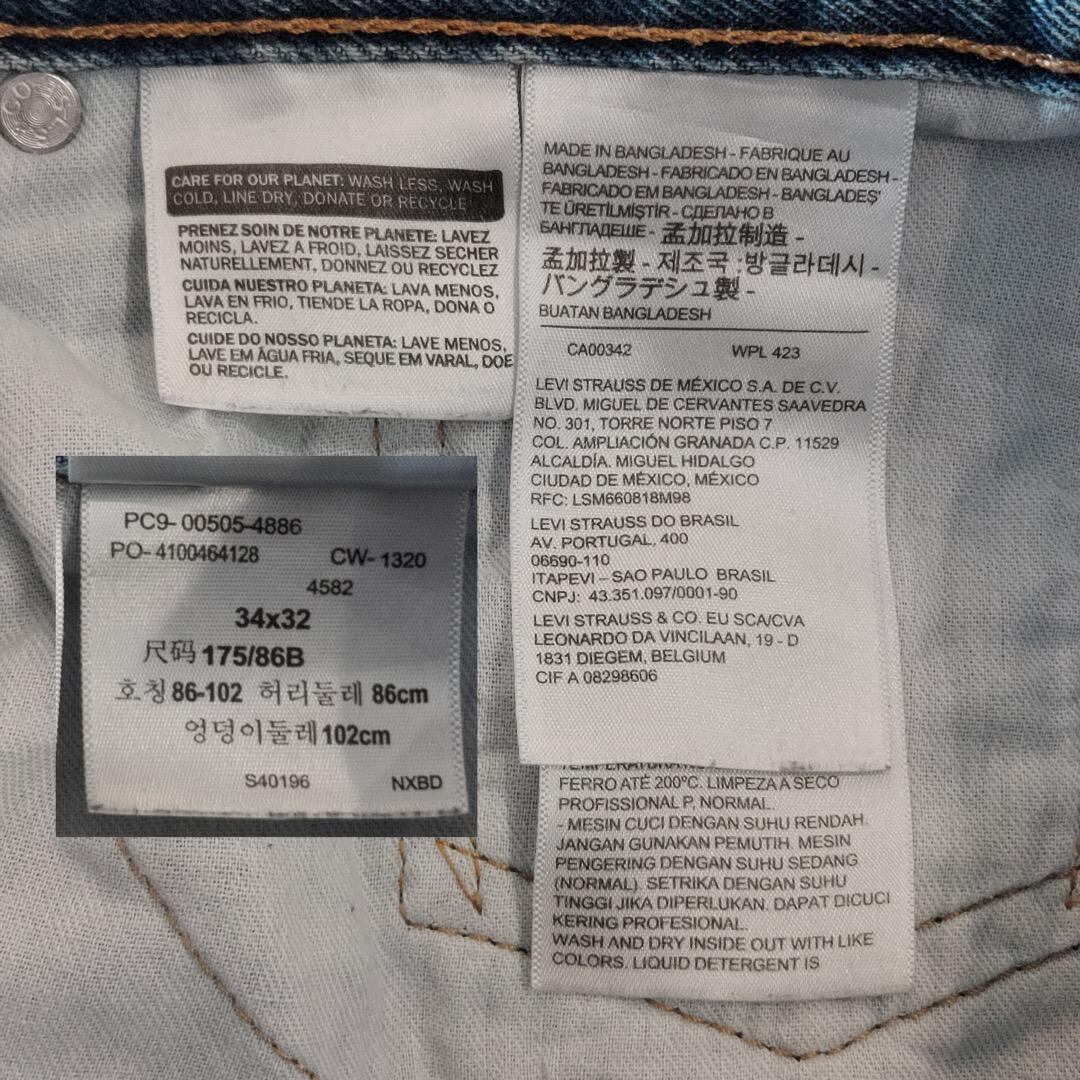 CARE FOR OUR PLANET: WASH LESS, WASH
COLD, LINE DRY, DONATE OR RECYCLE
PRENEZ SOIN DE NOTRE PLANETE: LAVEZ
MOINS, LAVEZ A FROID, LAISSEZ SECHER
NATURELLEMENT, DONNEZ OU RECYCLEZ
CUIDA NUESTRO PLANETA: LAVA MENOS,
LAVA EN FRIO, TIENDE LA ROPA, DONA O
RECICLA.
CUIDE DO NOSSO PLANETA: LAVE MENOS,
LAVE EM ÁGUA FRIA, SEQUE EM VARAL, DOE
OU RECICLE.
MADE IN BANGLADESH - FABRIQUE AU
BANGLADESH - FABRICADO EN BANGLADESH -
FABRICADO EM BANGLADESH - BANGLADEŞ'
TE ÜRETİLMİŞTİR - СДЕЛАНО В
БАНГЛАДЕШЕ - 孟加拉制造 -
孟加拉製 - 제조국 :방글라데시 -
バングラデシュ製 -
BUATAN BANGLADESH
CA00342 WPL 423
LEVI STRAUSS DE MÉXICO S.A. DE C.V.
BLVD. MIGUEL DE CERVANTES SAAVEDRA
NO. 301, TORRE NORTE PISO 7
COL. AMPLIACIÓN GRANADA C.P. 11529
ALCALDÍA. MIGUEL HIDALGO
CIUDAD DE MÉXICO, MÉXICO
RFC: LSM660818M98
LEVI STRAUSS DO BRASIL
AV. PORTUGAL, 400
06690-110
ITAPEVI – SAO PAULO BRASIL
CNPJ: 43.351.097/0001-90
LEVI STRAUSS & CO. EU SCA/CVA
LEONARDO DA VINCILAAN, 19 - D
1831 DIEGEM, BELGIUM
CIF A 08298606
FERRO ATÉ 200°C. LIMPEZA A SECO
PROFISSIONAL P, NORMAL.
- MESIN CUCI DENGAN SUHU RENDAH.
JANGAN GUNAKAN PEMUTIH. MESIN
PENGERING DENGAN SUHU SEDANG
(NORMAL). SETRIKA DENGAN SUHU
TINGGI JIKA DIPERLUKAN. DAPAT DICUCI
KERING PROFESIONAL.
WASH AND DRY INSIDE OUT WITH LIKE
COLORS. LIQUID DETERGENT IS
PC9- 00505-4886
PO- 4100464128 CW- 1320
4582
34x32
尺码 175/86B
호칭 86-102 허리둘레 86cm
엉덩이둘레 102cm
S40196 NXBD